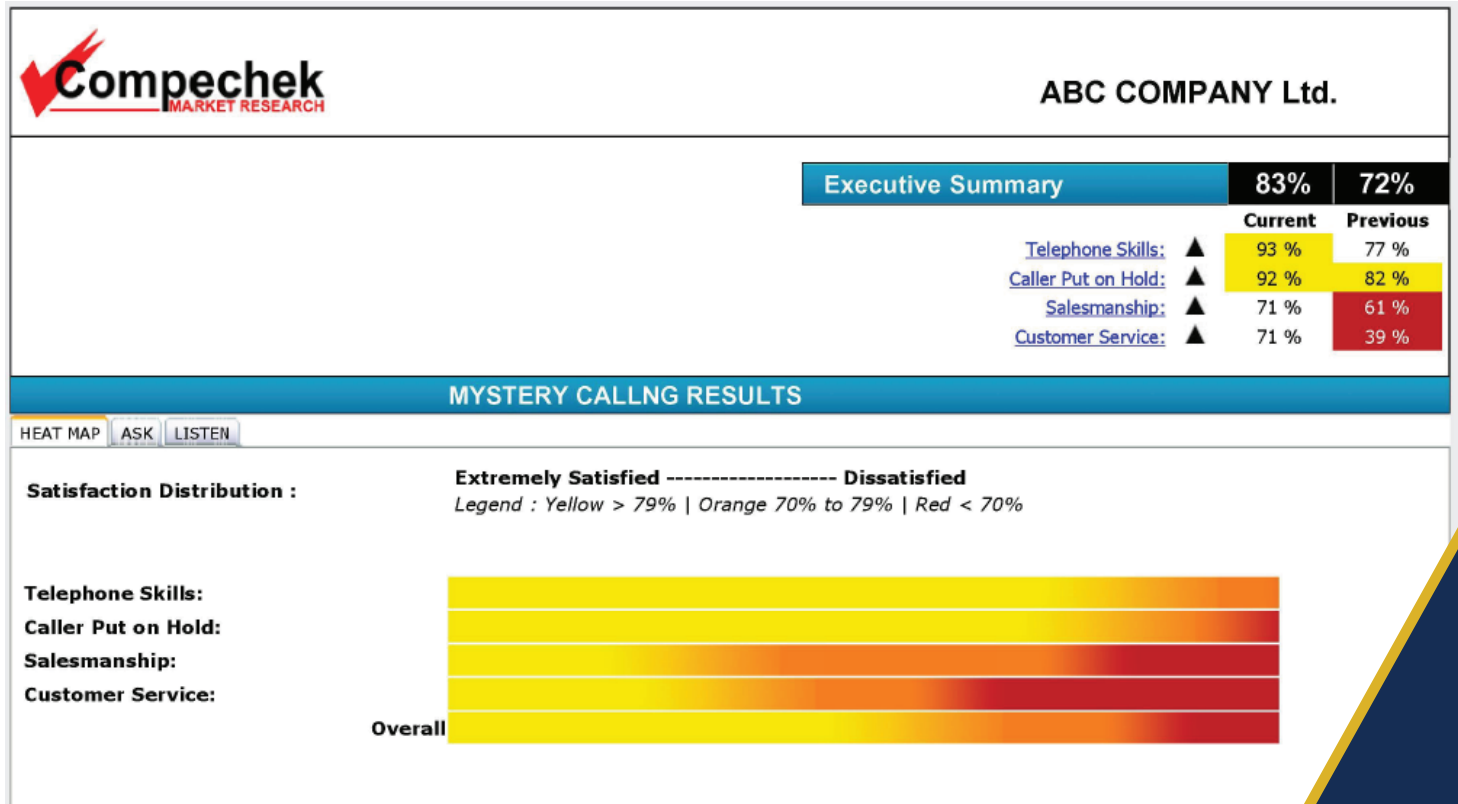 Compechek
MARKET RESEARCH
ABC COMPANY Ltd.
Executive Summary 83% 72%
Current Previous
Telephone Skills: ▲ 93 % 77 %
Caller Put on Hold: ▲ 92 % 82 %
Salesmanship: ▲ 71 % 61 %
Customer Service: ▲ 71 % 39 %
MYSTERY CALLNG RESULTS
HEAT MAP ASK LISTEN
Satisfaction Distribution : Extremely Satisfied ------------------- Dissatisfied
Legend : Yellow > 79% | Orange 70% to 79% | Red < 70%
Telephone Skills:
Caller Put on Hold:
Salesmanship:
Customer Service:
Overall